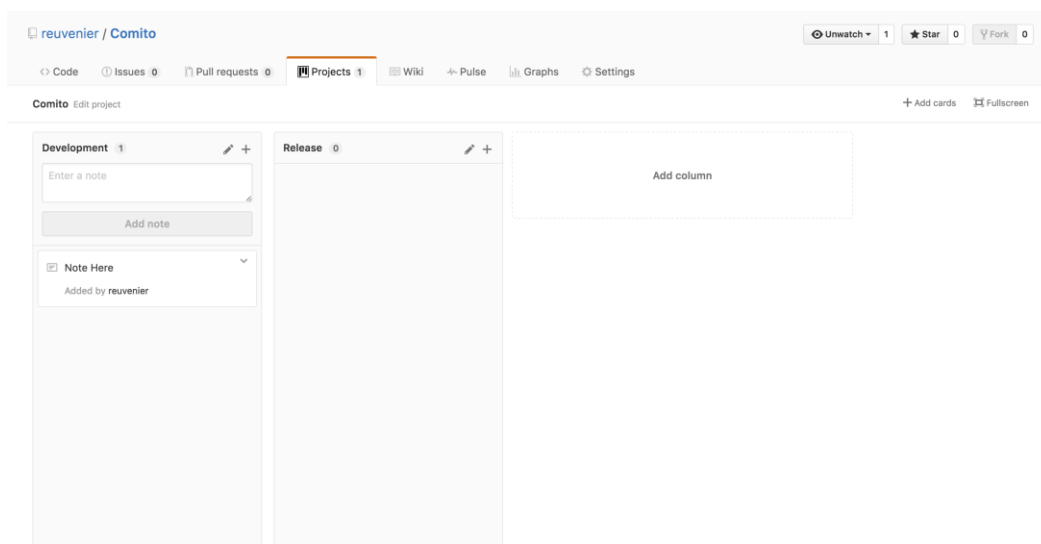 reuvenier / Comito
Unwatch 1 Star 0 Fork 0
Code Issues 0 Pull requests 0 Projects 1 Wiki Pulse Graphs Settings
Comito Edit project
Add cards Fullscreen
Development 1
Enter a note
Add note
Note Here
Added by reuvenier
Release 0
Add column